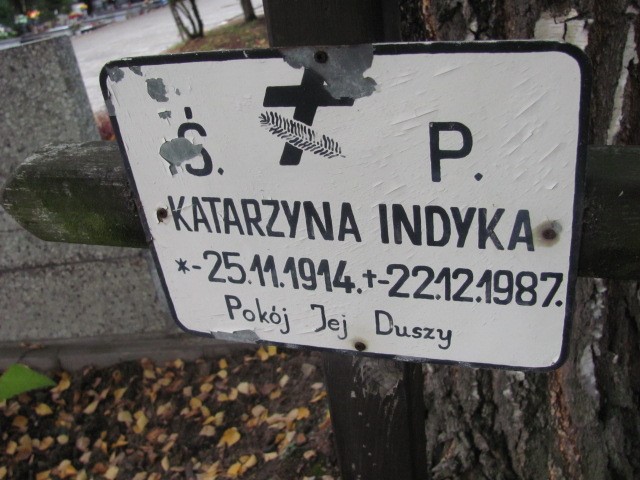 Ś. P.
KATARZYNA INDYKA
*-25.11.1914.†-22.12.1987.
Pokój Jej Duszy